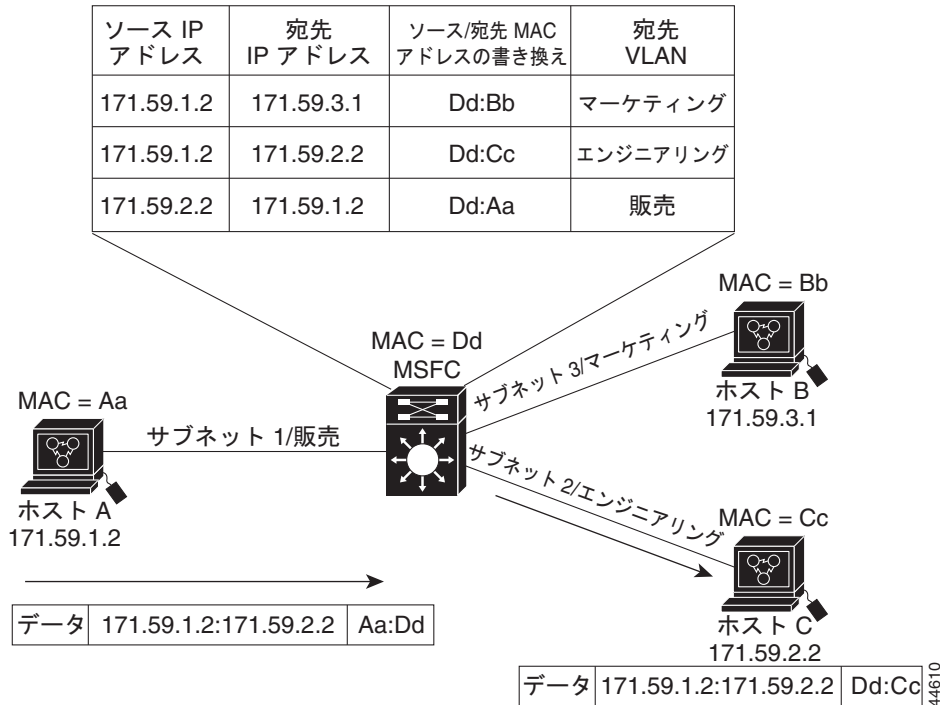 ソース IP アドレス
宛先 IP アドレス
ソース/宛先 MAC アドレスの書き換え
宛先 VLAN
171.59.1.2 171.59.3.1 Dd:Bb マーケティング
171.59.1.2 171.59.2.2 Dd:Cc エンジニアリング
171.59.2.2 171.59.1.2 Dd:Aa 販売
MAC = Bb
MAC = Dd
MSFC
サブネット 3/マーケティング
ホスト B
171.59.3.1
MAC = Aa
サブネット 1/販売
ホスト A
171.59.1.2
サブネット 2/エンジニアリング
MAC = Cc
ホスト C
171.59.2.2
データ 171.59.1.2:171.59.2.2 Aa:Dd
データ 171.59.1.2:171.59.2.2 Dd:Cc
44610